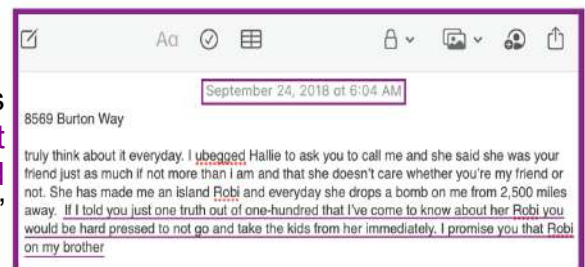 Aa
September 24, 2018 at 6:04 AM
8569 Burton Way
truly think about it everyday. I ubegged Hallie to ask you to call me and she said she was your
friend just as much if not more than i am and that she doesn't care whether you're my friend or
not. She has made me an island Robi and everyday she drops a bomb on me from 2,500 miles
away. If I told you just one truth out of one-hundred that I've come to know about her Robi you
would be hard pressed to not go and take the kids from her immediately. I promise you that Robi
on my brother